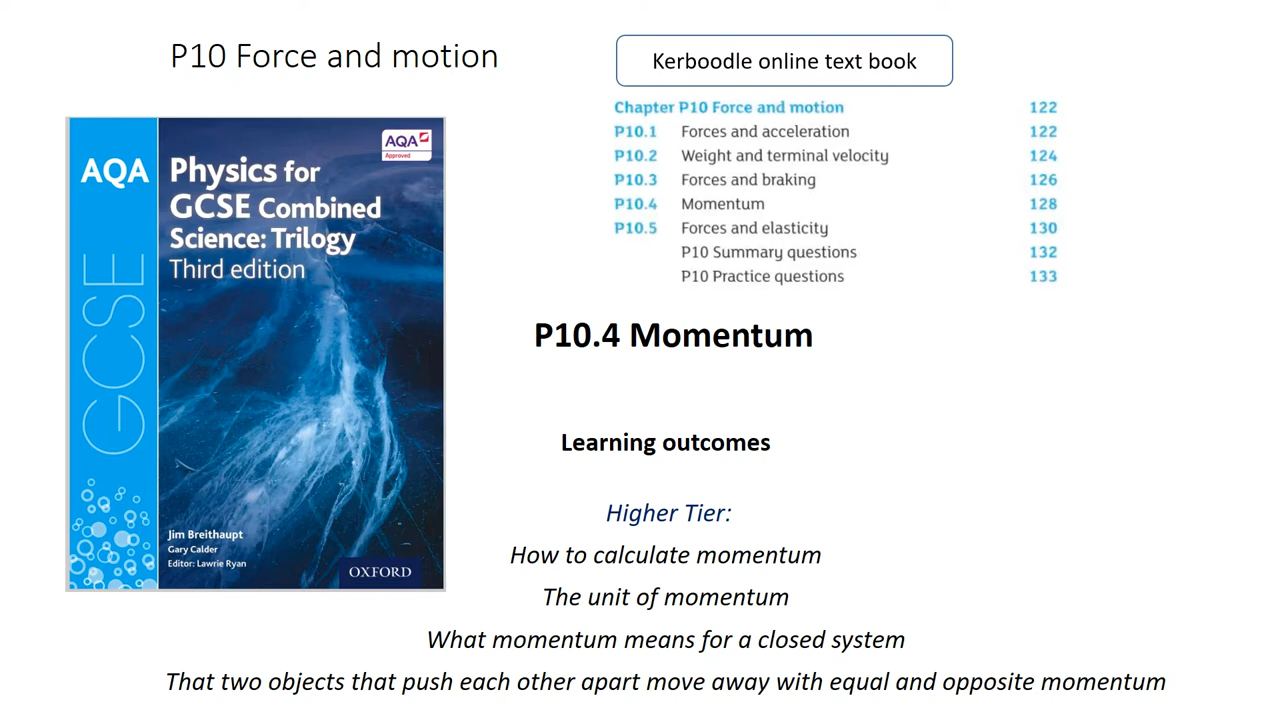 P10 Force and motion
Kerboodle online text book
Chapter P10 Force and motion 122
P10.1 Forces and acceleration 122
P10.2 Weight and terminal velocity 124
P10.3 Forces and braking 126
P10.4 Momentum 128
P10.5 Forces and elasticity 130
P10 Summary questions 132
P10 Practice questions 133
AQA
GCSE
AQA
Approved
Physics for
GCSE Combined
Science: Trilogy
Third edition
Jim Breithaupt
Gary Calder
Editor: Lawrie Ryan
OXFORD
P10.4 Momentum
Learning outcomes
Higher Tier:
How to calculate momentum
The unit of momentum
What momentum means for a closed system
That two objects that push each other apart move away with equal and opposite momentum